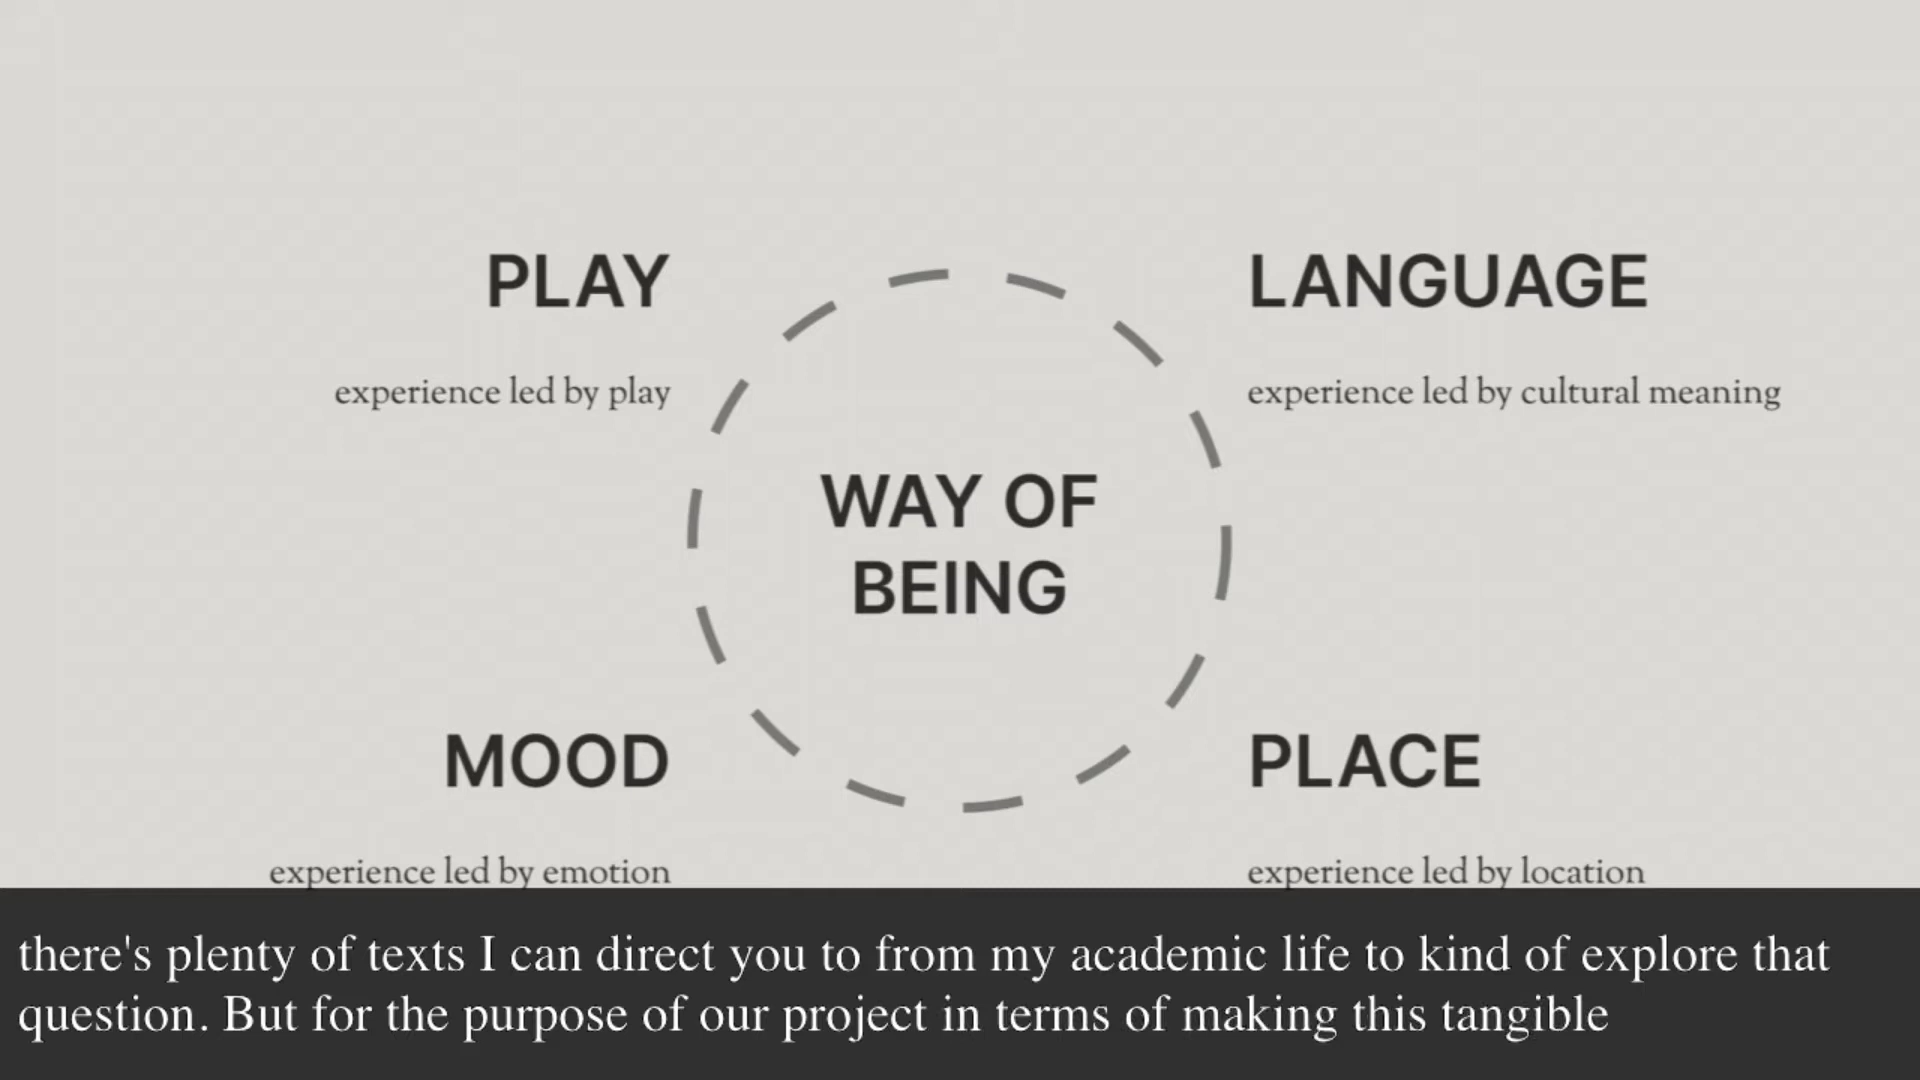 PLAY
experience led by play
LANGUAGE
experience led by cultural meaning
WAY OF
BEING
MOOD
experience led by emotion
PLACE
experience led by location
there's plenty of texts I can direct you to from my academic life to kind of explore that
question. But for the purpose of our project in terms of making this tangible